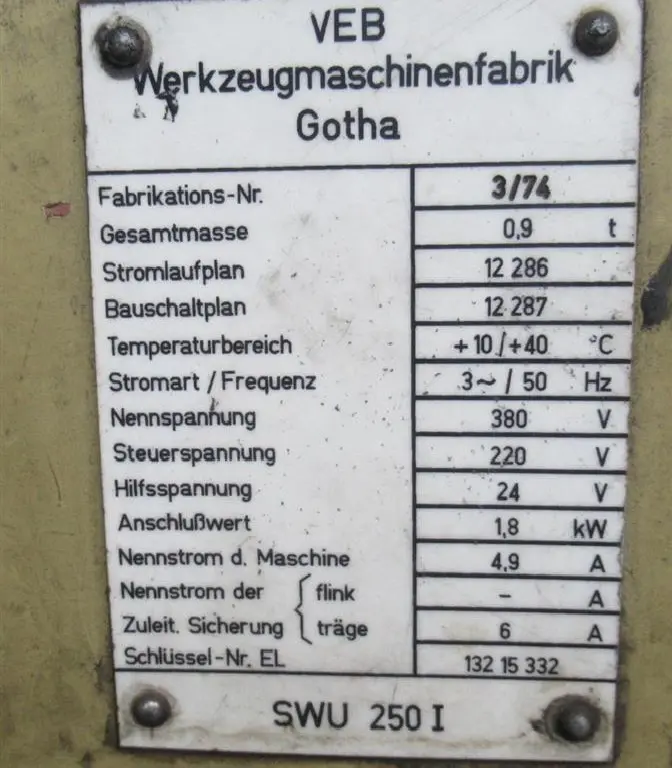 VEB
Werkzeugmaschinenfabrik
Gotha
Fabrikations-Nr. 3/74
Gesamtmasse 0,9 t
Stromlaufplan 12 286
Bauschaltplan 12 287
Temperaturbereich +10/+40 °C
Stromart / Frequenz 3~ / 50 Hz
Nennspannung 380 V
Steuerspannung 220 V
Hilfsspannung 24 V
Anschlußwert 1,8 kW
Nennstrom d. Maschine 4,9 A
Nennstrom der { flink – A
Zuleit. Sicherung träge 6 A
Schlüssel-Nr. EL 132 15 332
SWU 250 I